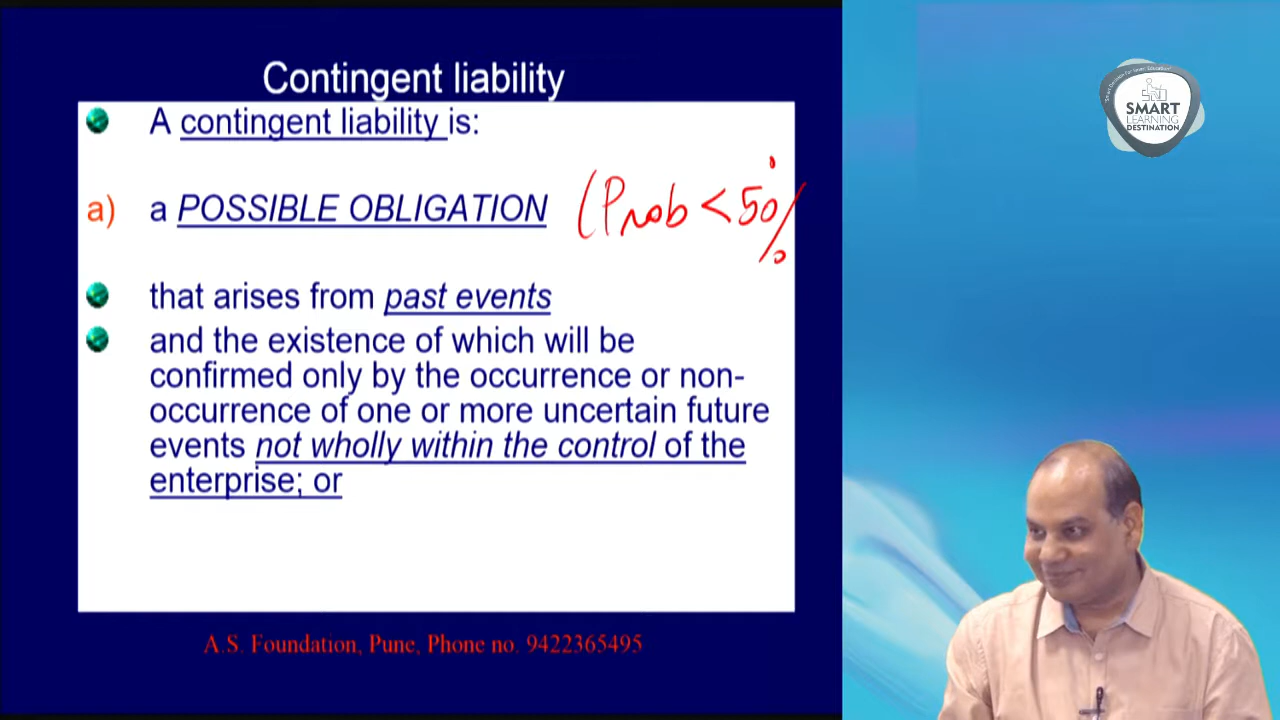 Contingent liability
A contingent liability is:
a) a POSSIBLE OBLIGATION (Prob < 50%
that arises from past events
and the existence of which will be
confirmed only by the occurrence or non-
occurrence of one or more uncertain future
events not wholly within the control of the
enterprise; or
A.S. Foundation, Pune, Phone no. 9422365495
SMART
LEARNING
DESTINATION